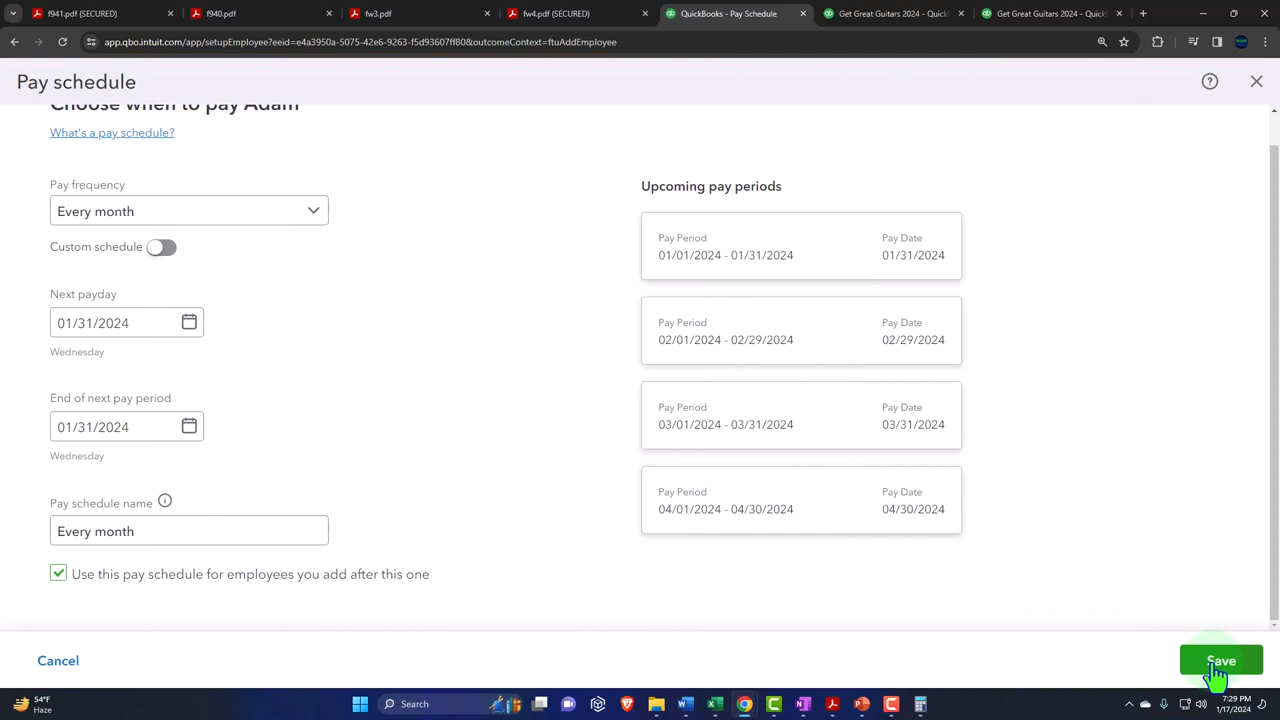 f941.pdf (SECURED)
f940.pdf
fw3.pdf
fw4.pdf (SECURED)
QuickBooks - Pay Schedule
Get Great Guitars 2024 - Quick
Get Great Guitars 2024 - Quick
app.qbo.intuit.com/app/setupEmployee?eeid=e4a3950a-5075-42e6-9263-f5d93607ff80&outcomeContext=ftuAddEmployee
Pay schedule
Choose when to pay Adam
What's a pay schedule?
Pay frequency
Every month
Custom schedule
Next payday
01/31/2024
Wednesday
End of next pay period
01/31/2024
Wednesday
Pay schedule name
Every month
Use this pay schedule for employees you add after this one
Upcoming pay periods
Pay Period Pay Date
01/01/2024 - 01/31/2024 01/31/2024
Pay Period Pay Date
02/01/2024 - 02/29/2024 02/29/2024
Pay Period Pay Date
03/01/2024 - 03/31/2024 03/31/2024
Pay Period Pay Date
04/01/2024 - 04/30/2024 04/30/2024
Cancel
Save
54°F
Haze
Search
7:29 PM
1/17/2024